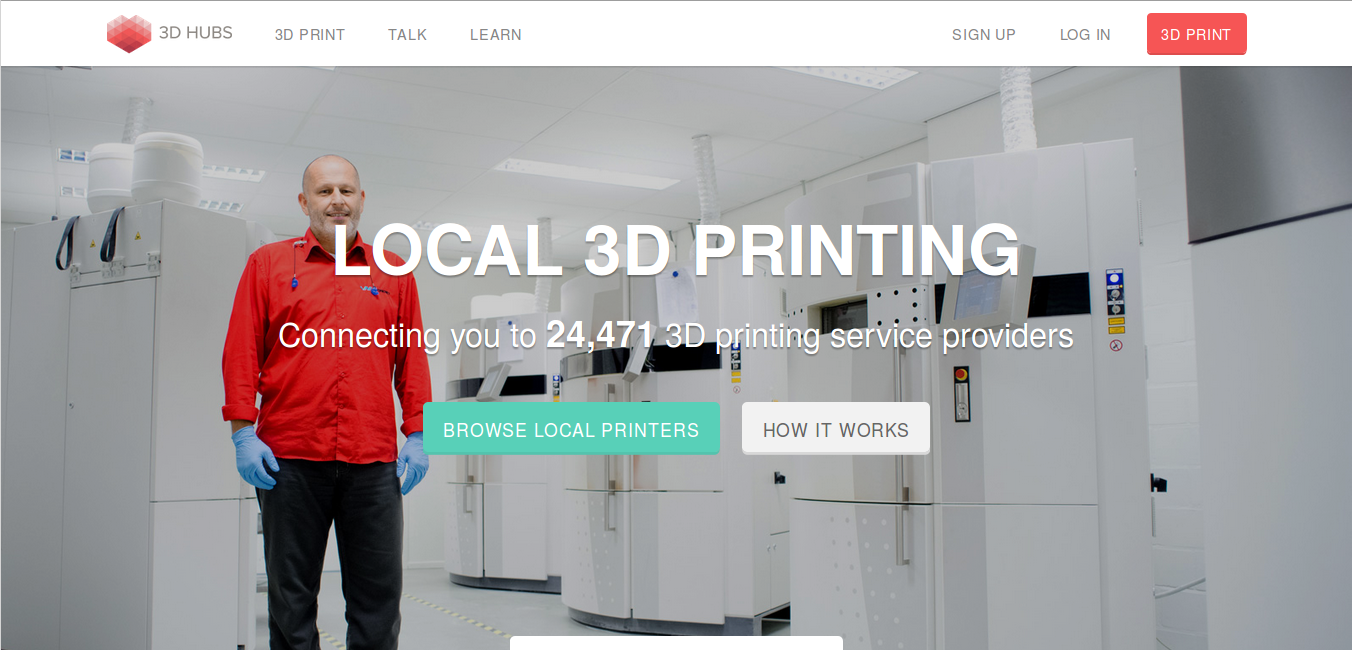 3D HUBS
3D PRINT
TALK
LEARN
SIGN UP
LOG IN
3D PRINT
LOCAL 3D PRINTING
Connecting you to 24,471 3D printing service providers
BROWSE LOCAL PRINTERS
HOW IT WORKS